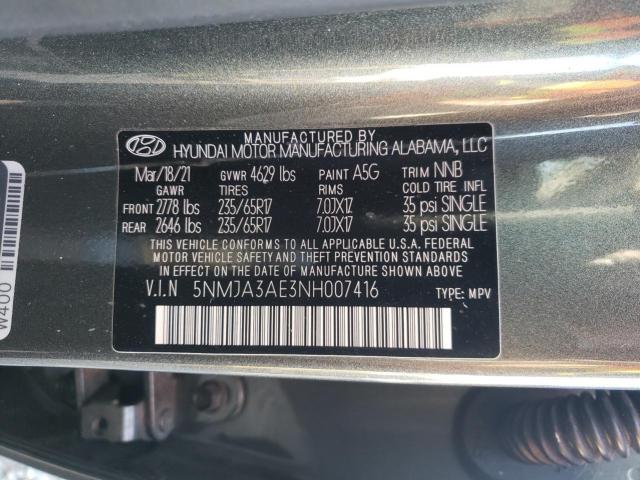 MANUFACTURED BY
HYUNDAI MOTOR MANUFACTURING ALABAMA, LLC
Mar/18/21 GVWR 4629 lbs PAINT A5G TRIM NNB
GAWR TIRES RIMS COLD TIRE INFL
FRONT 2778 lbs 235/65R17 7.0JX17 35 psi SINGLE
REAR 2646 lbs 235/65R17 7.0JX17 35 psi SINGLE
THIS VEHICLE CONFORMS TO ALL APPLICABLE U.S.A. FEDERAL
MOTOR VEHICLE SAFETY AND THEFT PREVENTION STANDARDS
IN EFFECT ON THE DATE OF MANUFACTURE SHOWN ABOVE.
V.I.N 5NMJA3AE3NH007416 TYPE: MPV
W400